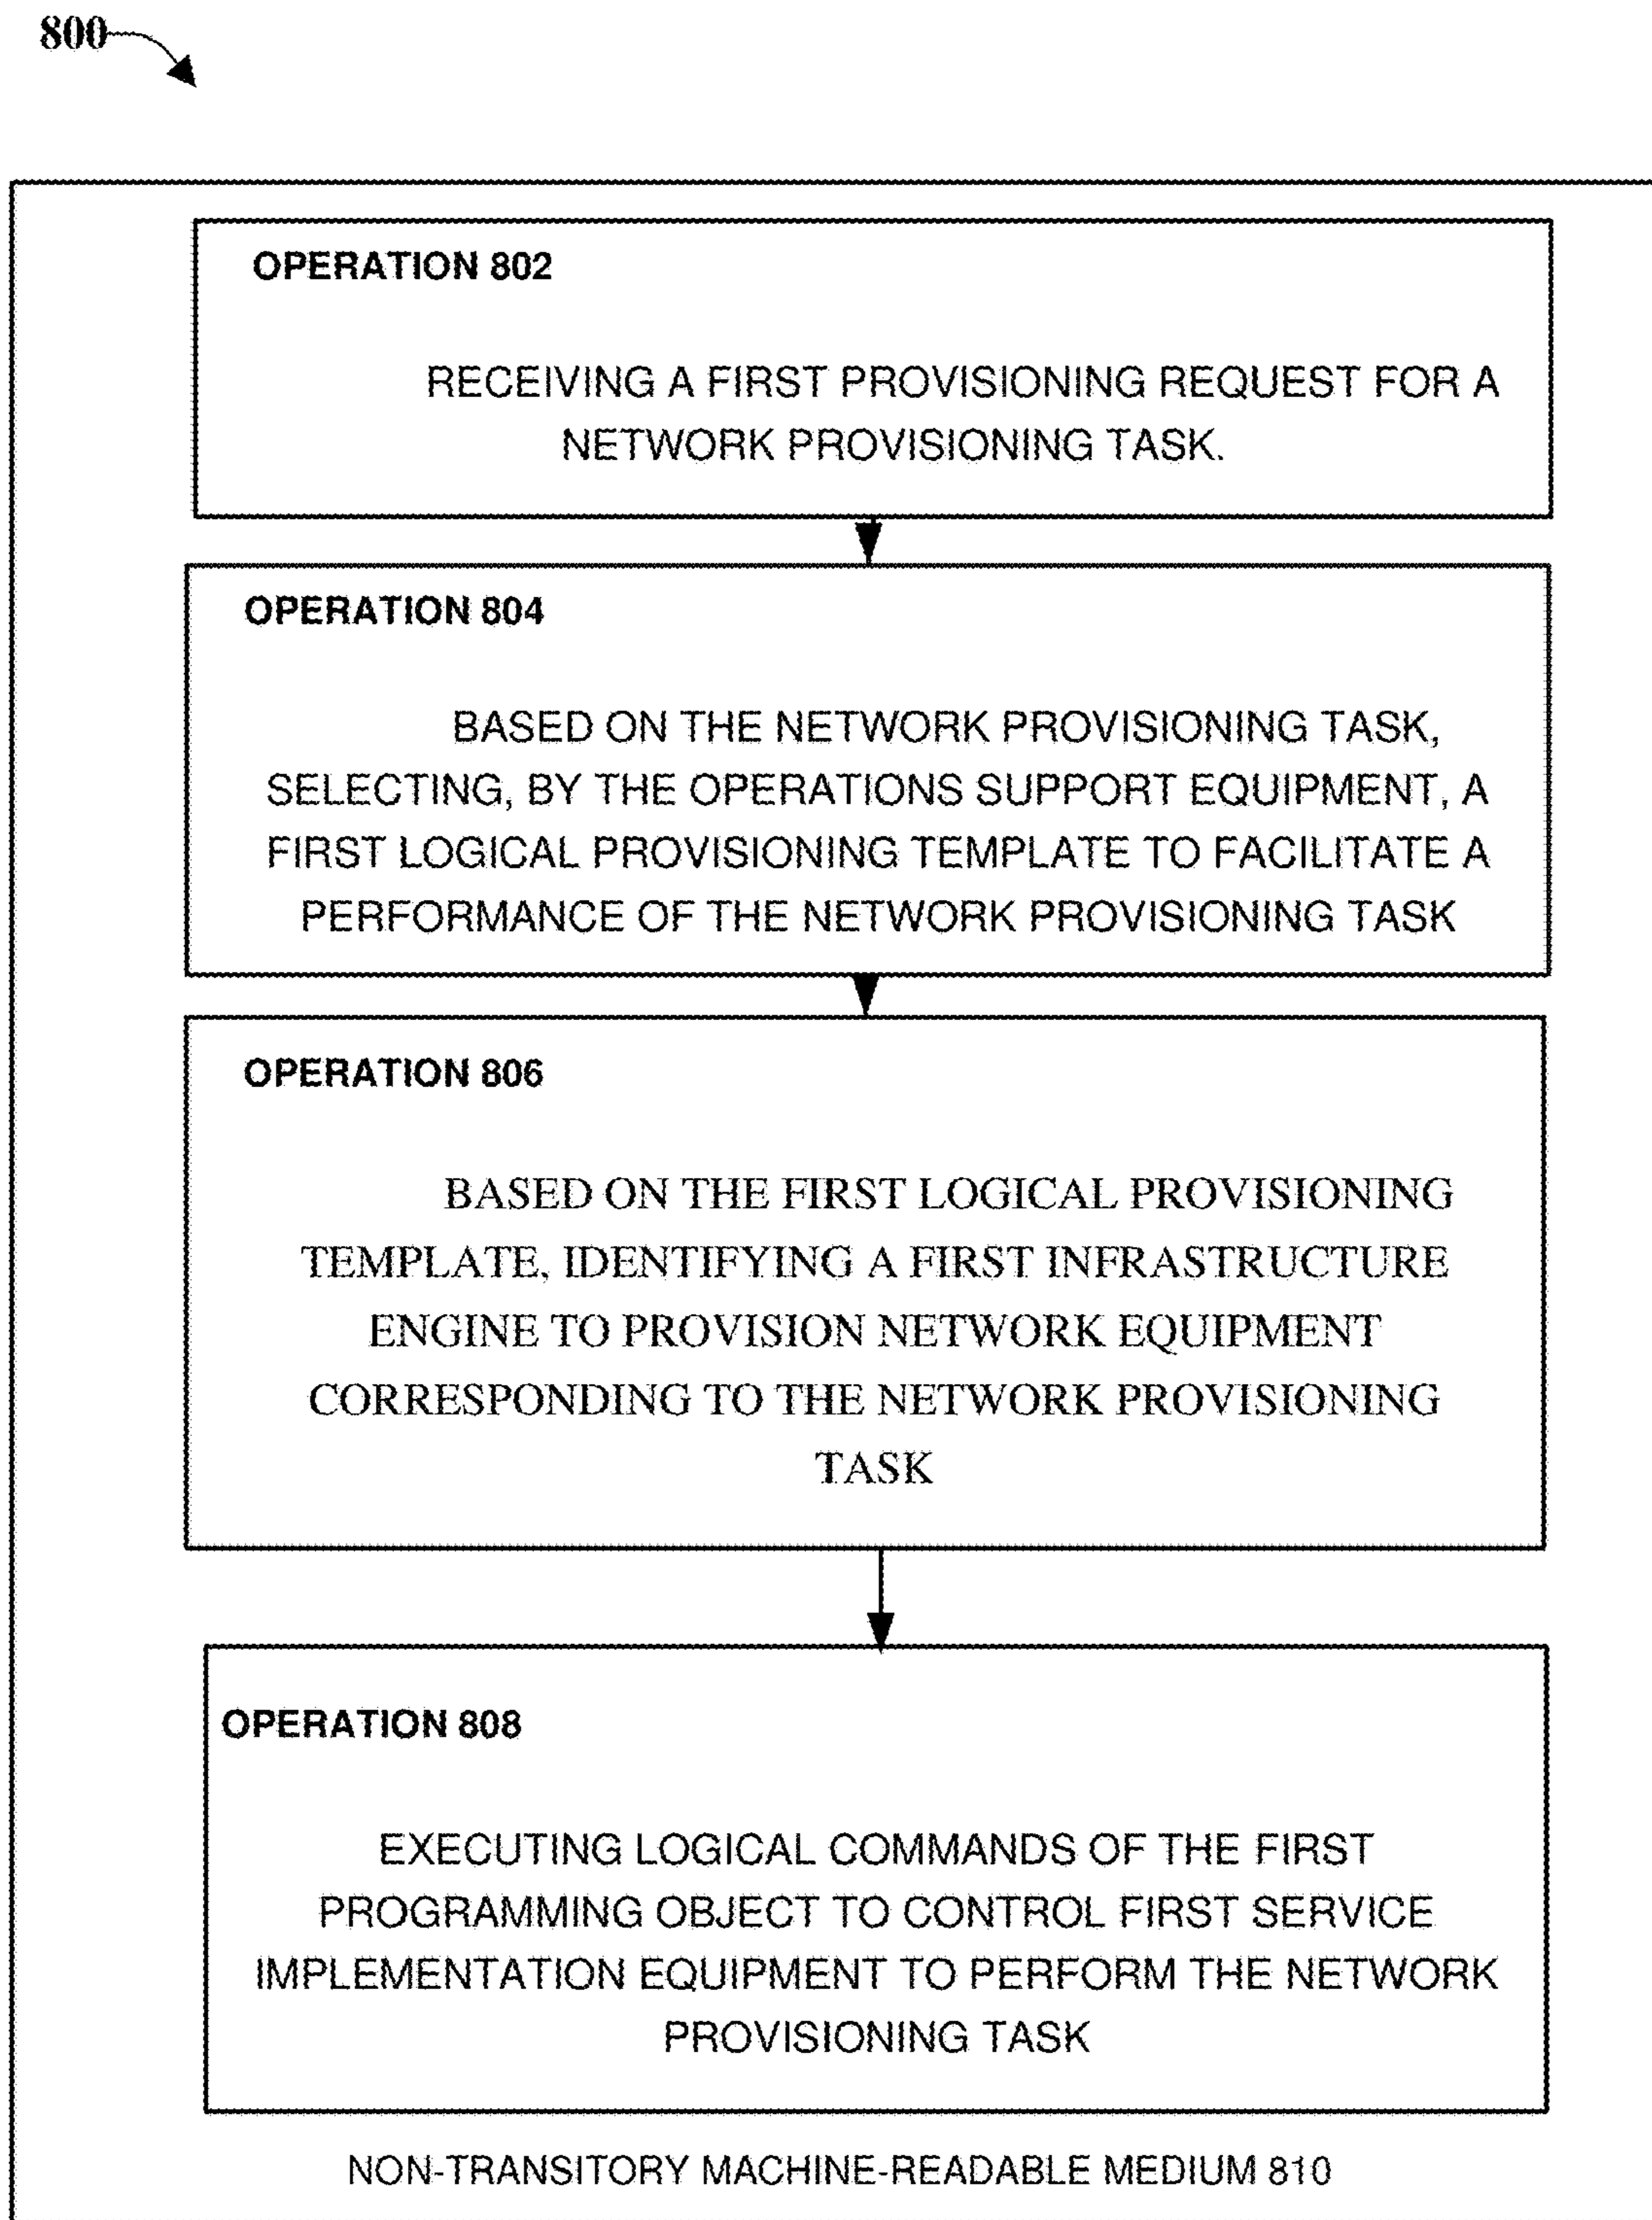 800
OPERATION 802
RECEIVING A FIRST PROVISIONING REQUEST FOR A
NETWORK PROVISIONING TASK.
OPERATION 804
BASED ON THE NETWORK PROVISIONING TASK,
SELECTING, BY THE OPERATIONS SUPPORT EQUIPMENT, A
FIRST LOGICAL PROVISIONING TEMPLATE TO FACILITATE A
PERFORMANCE OF THE NETWORK PROVISIONING TASK
OPERATION 806
BASED ON THE FIRST LOGICAL PROVISIONING
TEMPLATE, IDENTIFYING A FIRST INFRASTRUCTURE
ENGINE TO PROVISION NETWORK EQUIPMENT
CORRESPONDING TO THE NETWORK PROVISIONING
TASK
OPERATION 808
EXECUTING LOGICAL COMMANDS OF THE FIRST
PROGRAMMING OBJECT TO CONTROL FIRST SERVICE
IMPLEMENTATION EQUIPMENT TO PERFORM THE NETWORK
PROVISIONING TASK
NON-TRANSITORY MACHINE-READABLE MEDIUM 810